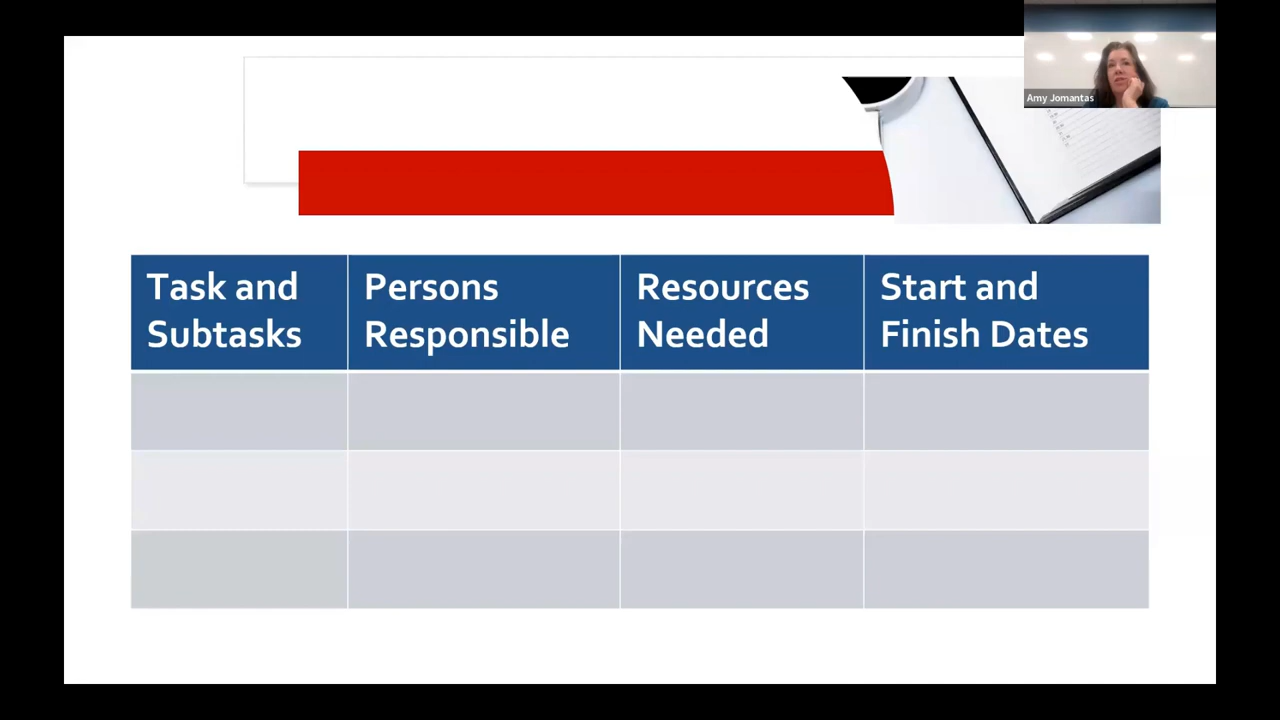 Amy Jomantas
Task and
Subtasks
Persons
Responsible
Resources
Needed
Start and
Finish Dates